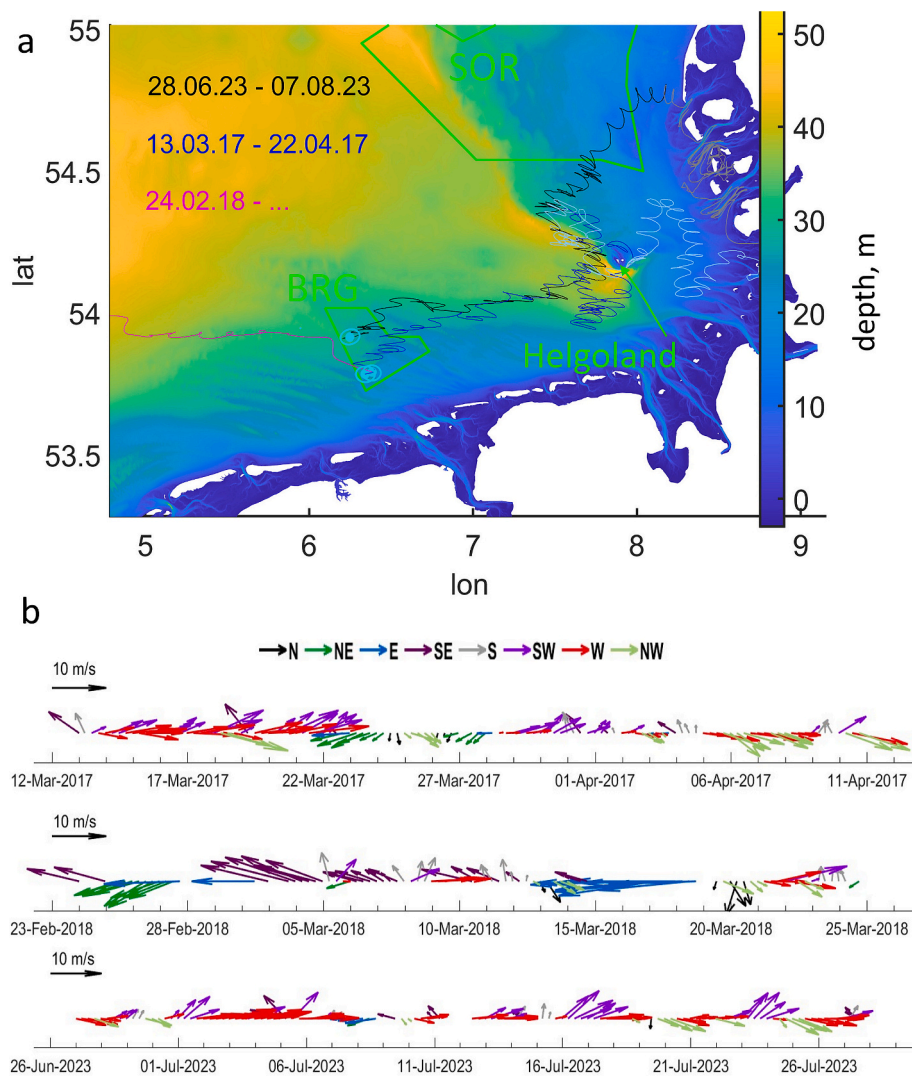 a
55
54.5
54
53.5
lat
28.06.23 - 07.08.23
13.03.17 - 22.04.17
24.02.18 - ...
SOR
BRG
Helgoland
5 6 7 8 9
lon
50
40
30
20
10
0
depth, m
b
N NE E SE S SW W NW
10 m/s
12-Mar-2017 17-Mar-2017 22-Mar-2017 27-Mar-2017 01-Apr-2017 06-Apr-2017 11-Apr-2017
10 m/s
23-Feb-2018 28-Feb-2018 05-Mar-2018 10-Mar-2018 15-Mar-2018 20-Mar-2018 25-Mar-2018
10 m/s
26-Jun-2023 01-Jul-2023 06-Jul-2023 11-Jul-2023 16-Jul-2023 21-Jul-2023 26-Jul-2023